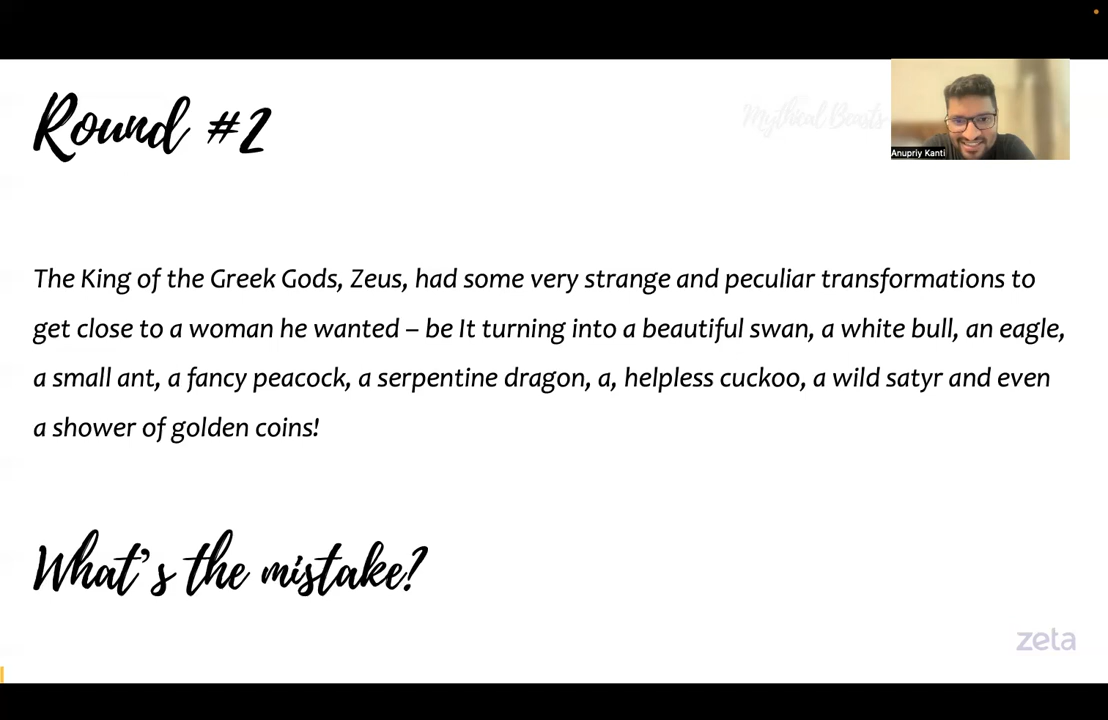 Round #2
Mythical Beasts
Anupriy Kanti
The King of the Greek Gods, Zeus, had some very strange and peculiar transformations to
get close to a woman he wanted – be It turning into a beautiful swan, a white bull, an eagle,
a small ant, a fancy peacock, a serpentine dragon, a, helpless cuckoo, a wild satyr and even
a shower of golden coins!
What's the mistake?
zeta